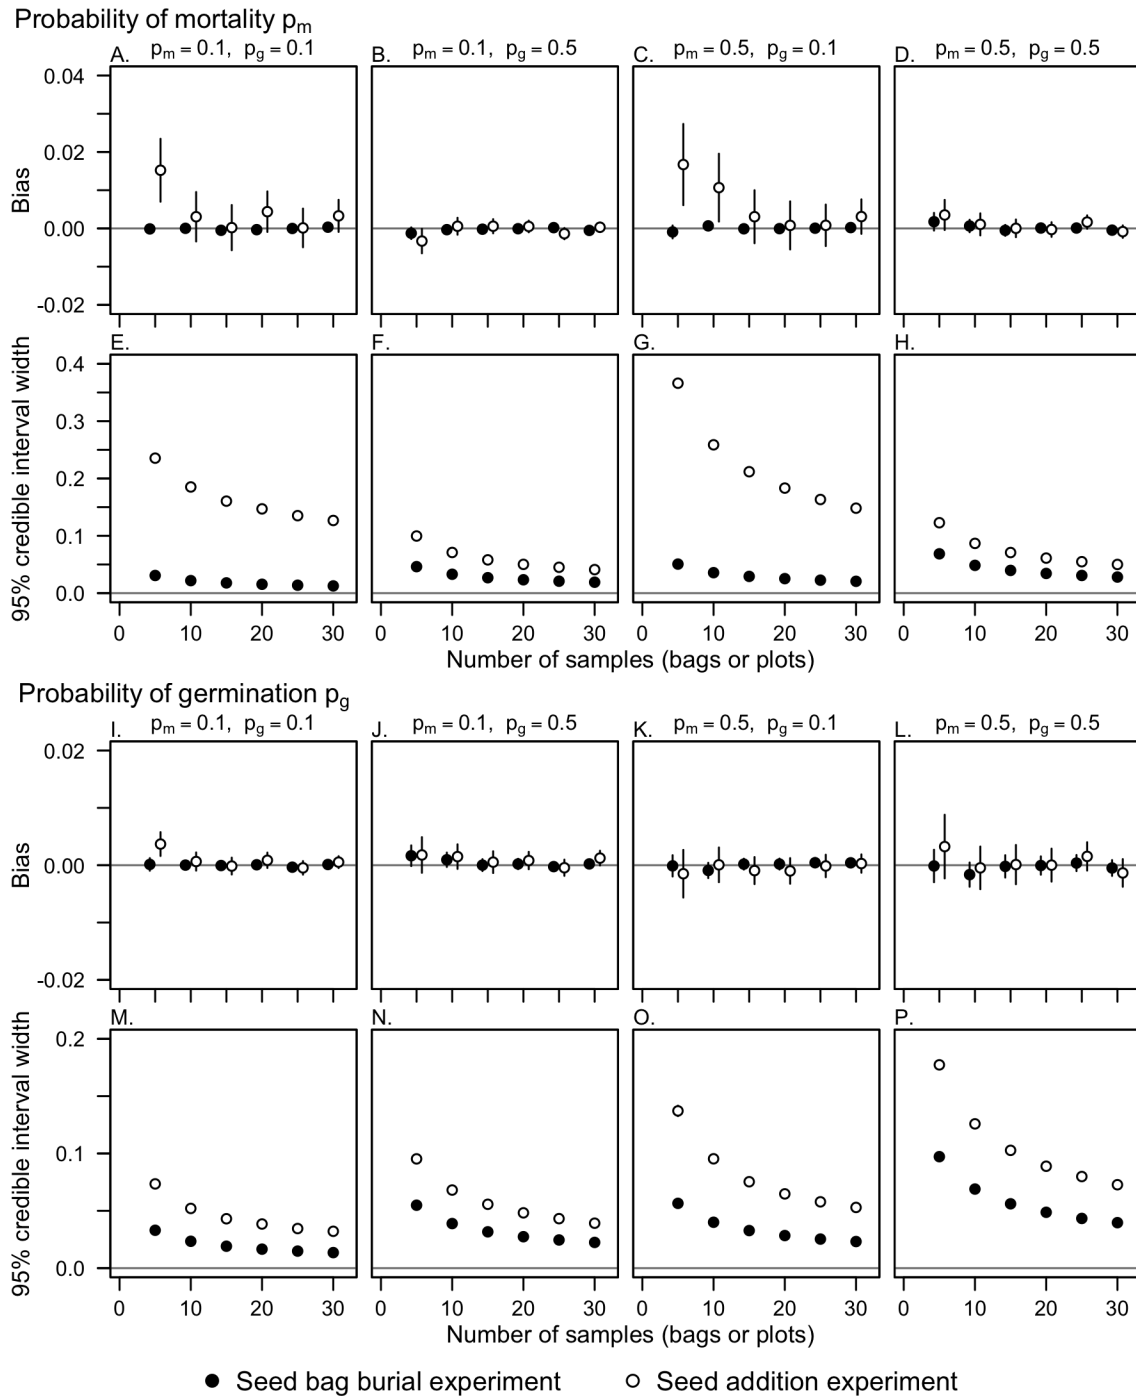 Probability of mortality pm
A. pm = 0.1, pg = 0.1
B. pm = 0.1, pg = 0.5
C. pm = 0.5, pg = 0.1
D. pm = 0.5, pg = 0.5
Bias
0.04
0.02
0.00
-0.02
E.
F.
G.
H.
95% credible interval width
0.4
0.3
0.2
0.1
0.0
0 10 20 30
0 10 20 30
0 10 20 30
0 10 20 30
Number of samples (bags or plots)
Probability of germination pg
I. pm = 0.1, pg = 0.1
J. pm = 0.1, pg = 0.5
K. pm = 0.5, pg = 0.1
L. pm = 0.5, pg = 0.5
Bias
0.02
0.00
-0.02
M.
N.
O.
P.
95% credible interval width
0.2
0.1
0.0
0 10 20 30
0 10 20 30
0 10 20 30
0 10 20 30
Number of samples (bags or plots)
Seed bag burial experiment
Seed addition experiment